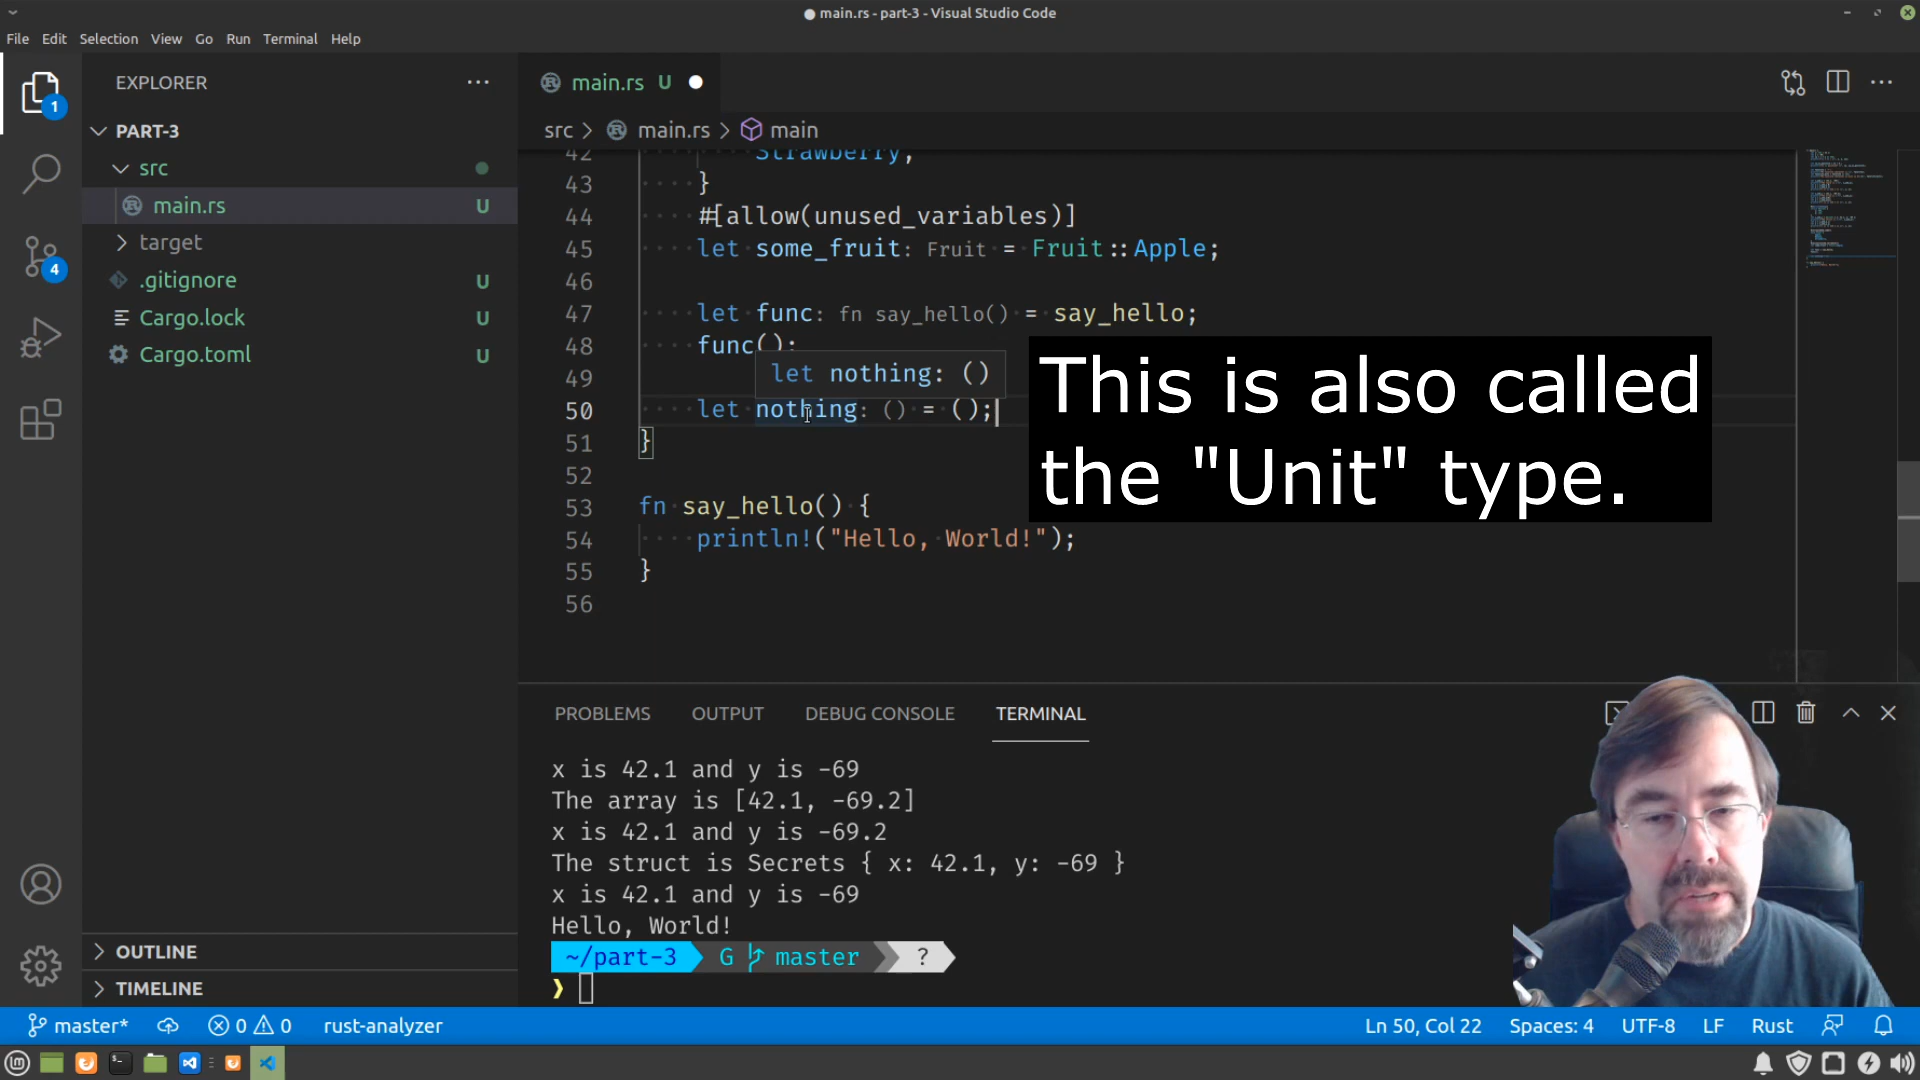 main.rs - part-3 - Visual Studio Code
File Edit Selection View Go Run Terminal Help
EXPLORER
PART-3
src
main.rs U
target
.gitignore U
Cargo.lock U
Cargo.toml U
OUTLINE
TIMELINE
1
4
main.rs U
src > main.rs > main
42 Strawberry,
43 }
44 #[allow(unused_variables)]
45 let some_fruit: Fruit = Fruit::Apple;
46
47 let func: fn say_hello() = say_hello;
48 func();
49
let nothing: ()
50 let nothing: () = ();
51 }
52
53 fn say_hello() {
54 println!("Hello, World!");
55 }
56
This is also called
the "Unit" type.
PROBLEMS OUTPUT DEBUG CONSOLE TERMINAL
x is 42.1 and y is -69
The array is [42.1, -69.2]
x is 42.1 and y is -69.2
The struct is Secrets { x: 42.1, y: -69 }
x is 42.1 and y is -69
Hello, World!
~/part-3 G master ?
❯
master* 0 0 rust-analyzer Ln 50, Col 22 Spaces: 4 UTF-8 LF Rust